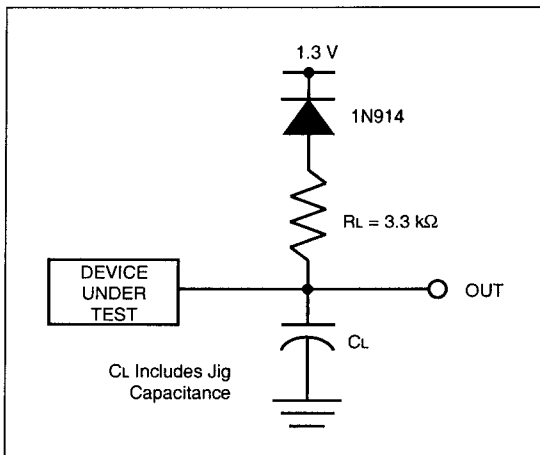 1.3 V
1N914
RL = 3.3 kΩ
DEVICE
UNDER
TEST
OUT
CL
CL Includes Jig
Capacitance